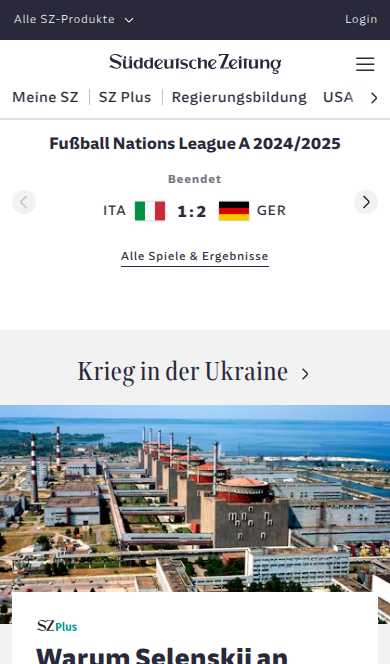 Alle SZ-Produkte
Login
Süddeutsche Zeitung
Meine SZ
SZ Plus
Regierungsbildung
USA
Fußball Nations League A 2024/2025
Beendet
ITA 1:2 GER
Alle Spiele & Ergebnisse
Krieg in der Ukraine
SZ Plus
Warum Selenskij an